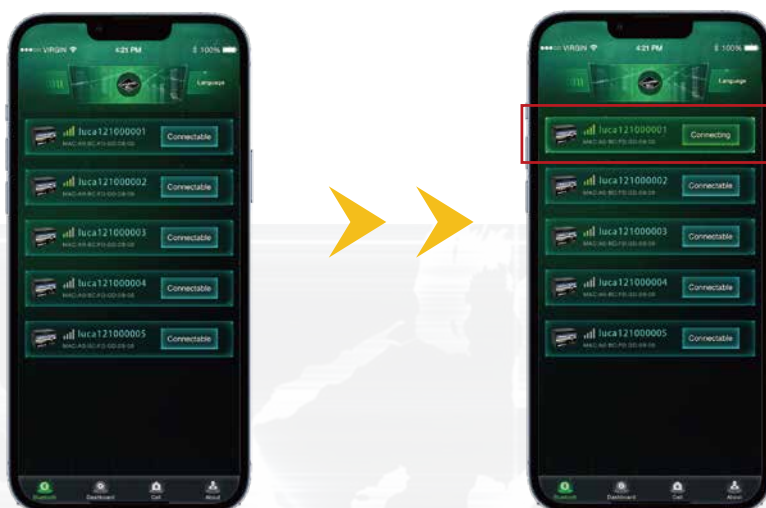 VIRGIN 4:21 PM 100%
Language
luca121000001
Connectable
luca121000002
Connectable
luca121000003
Connectable
luca121000004
Connectable
luca121000005
Connectable
Bluetooth Dashboard Cell About
VIRGIN 4:21 PM 100%
Language
luca121000001
Connecting
luca121000002
Connectable
luca121000003
Connectable
luca121000004
Connectable
luca121000005
Connectable
Bluetooth Dashboard Cell About